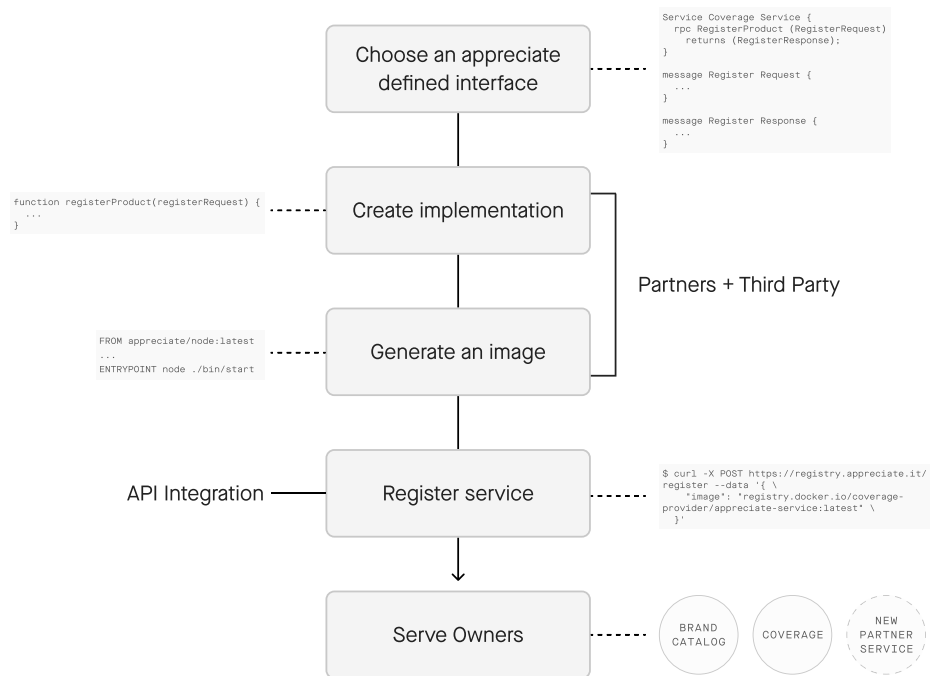 Choose an appreciate
defined interface
Service Coverage Service {
  rpc RegisterProduct (RegisterRequest)
    returns (RegisterResponse);
}
message Register Request {
  ...
}
message Register Response {
  ...
}
function registerProduct(registerRequest) {
  ...
}
Create implementation
Partners + Third Party
FROM appreciate/node:latest
...
ENTRYPOINT node ./bin/start
Generate an image
API Integration
Register service
$ curl -X POST https://registry.appreciate.it/
register --data '{ \
    "image": "registry.docker.io/coverage-
provider/appreciate-service:latest" \
  }'
Serve Owners
BRAND
CATALOG
COVERAGE
NEW
PARTNER
SERVICE